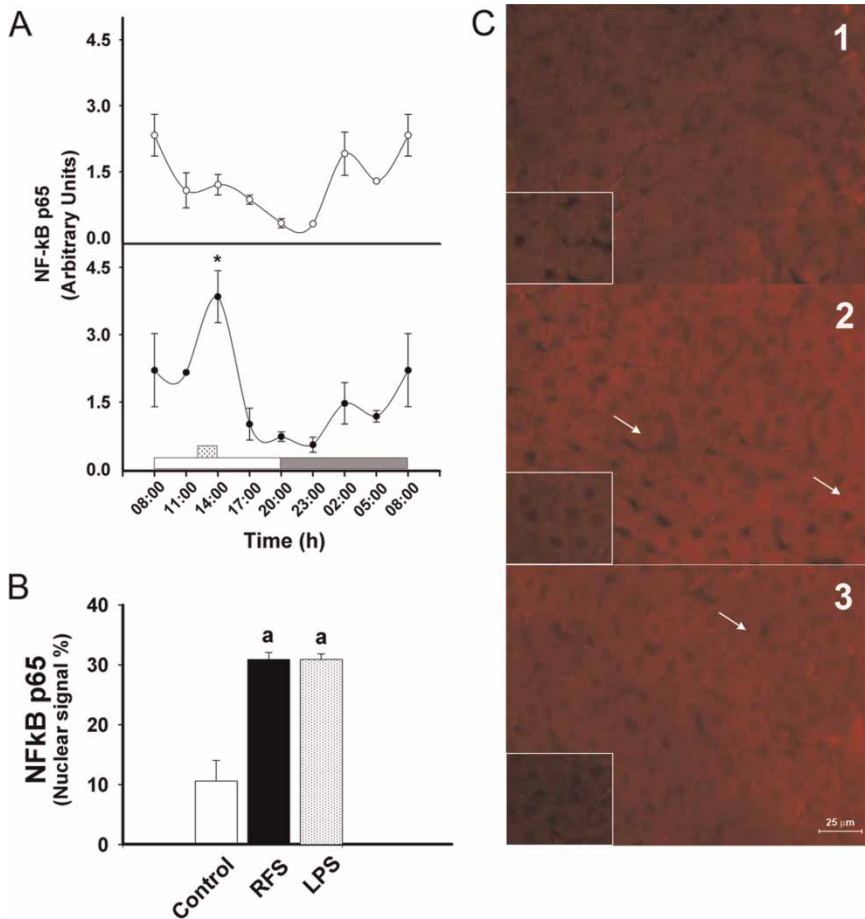 A
4.5
3.0
1.5
0.0
4.5
*
3.0
1.5
0.0
NF-kB p65
(Arbitrary Units)
08:00 11:00 14:00 17:00 20:00 23:00 02:00 05:00 08:00
Time (h)
B
40
30
20
10
0
NFkB p65
(Nuclear signal %)
a a
Control RFS LPS
C
1
2
3
25 µm